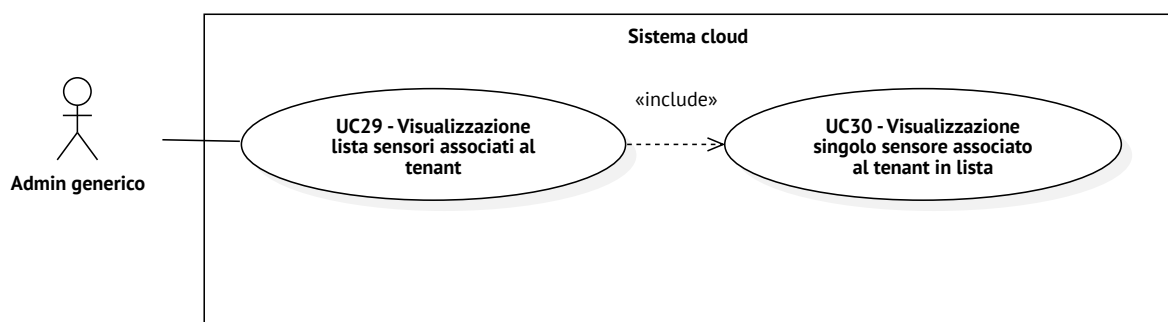 Sistema cloud
«include»
UC29 - Visualizzazione
lista sensori associati al
tenant
UC30 - Visualizzazione
singolo sensore associato
al tenant in lista
Admin generico